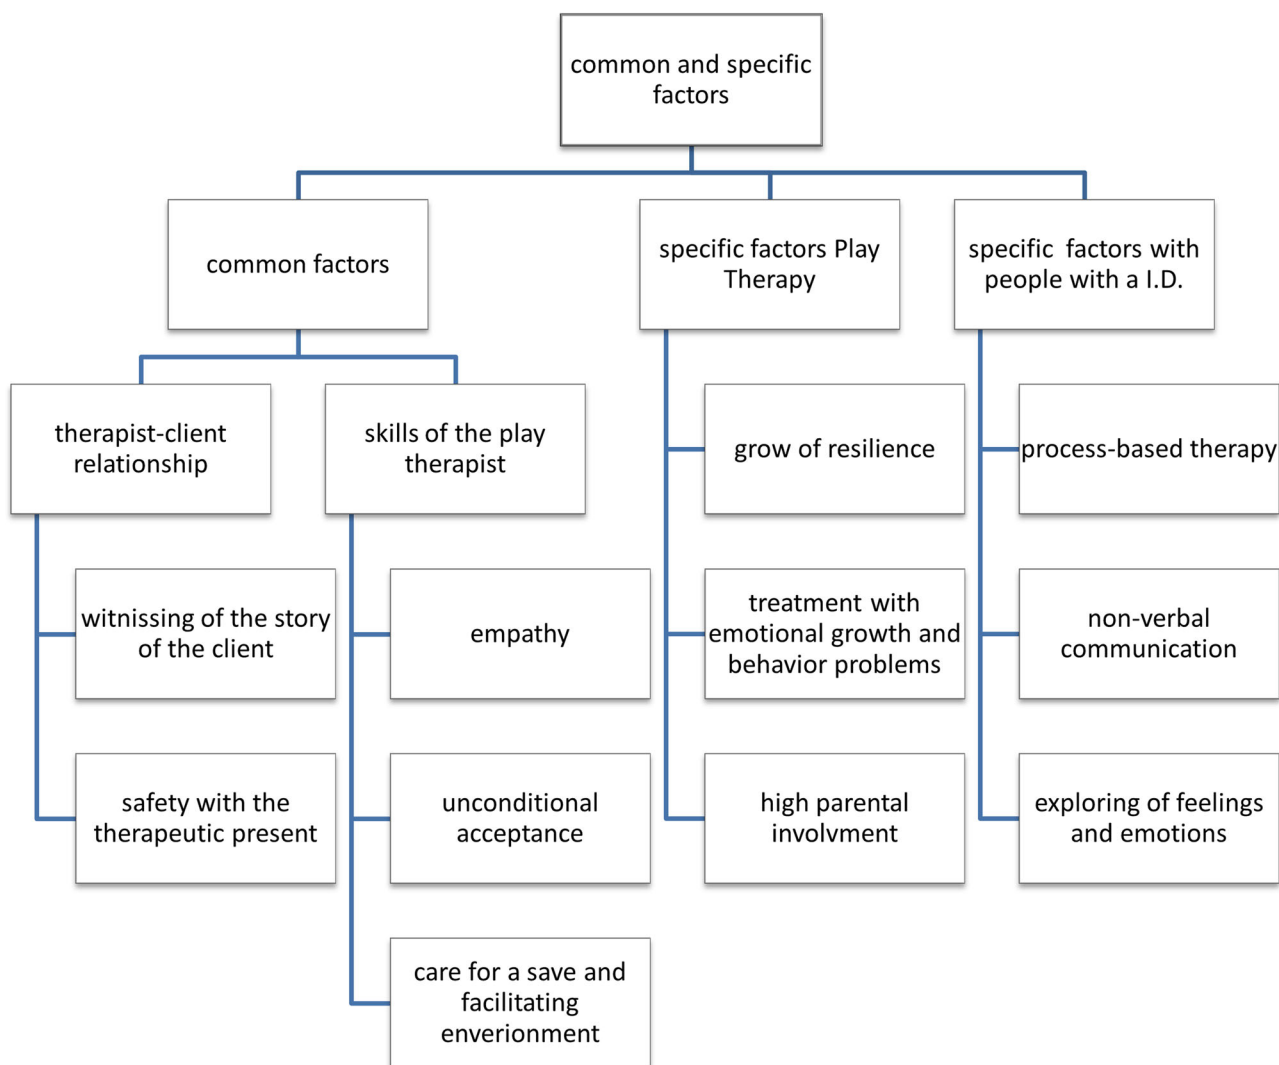 common and specific
factors
common factors
specific factors Play
Therapy
specific factors with
people with a I.D.
therapist-client
relationship
skills of the play
therapist
grow of resilience
process-based therapy
witnissing of the story
of the client
empathy
treatment with
emotional growth and
behavior problems
non-verbal
communication
safety with the
therapeutic present
unconditional
acceptance
high parental
involvment
exploring of feelings
and emotions
care for a save and
facilitating
enverionment